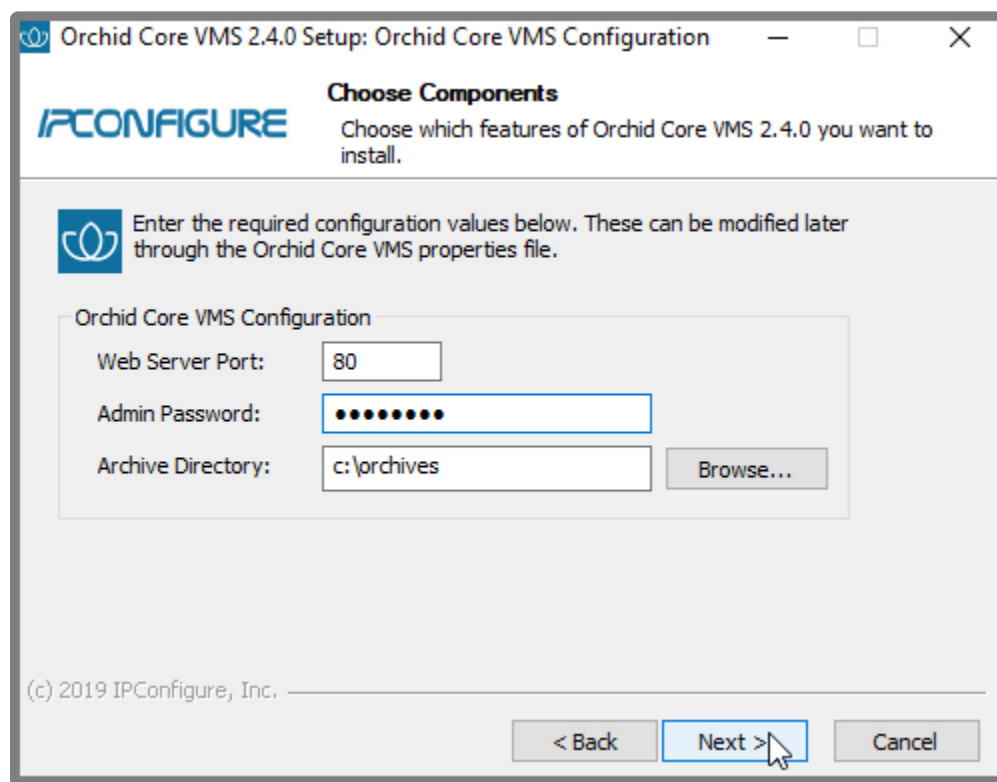 Orchid Core VMS 2.4.0 Setup: Orchid Core VMS Configuration
IPCONFIGURE
Choose Components
Choose which features of Orchid Core VMS 2.4.0 you want to
install.
Enter the required configuration values below. These can be modified later
through the Orchid Core VMS properties file.
Orchid Core VMS Configuration
Web Server Port: 80
Admin Password: ●●●●●●●●
Archive Directory: c:\orchives Browse...
(c) 2019 IPConfigure, Inc.
< Back Next > Cancel